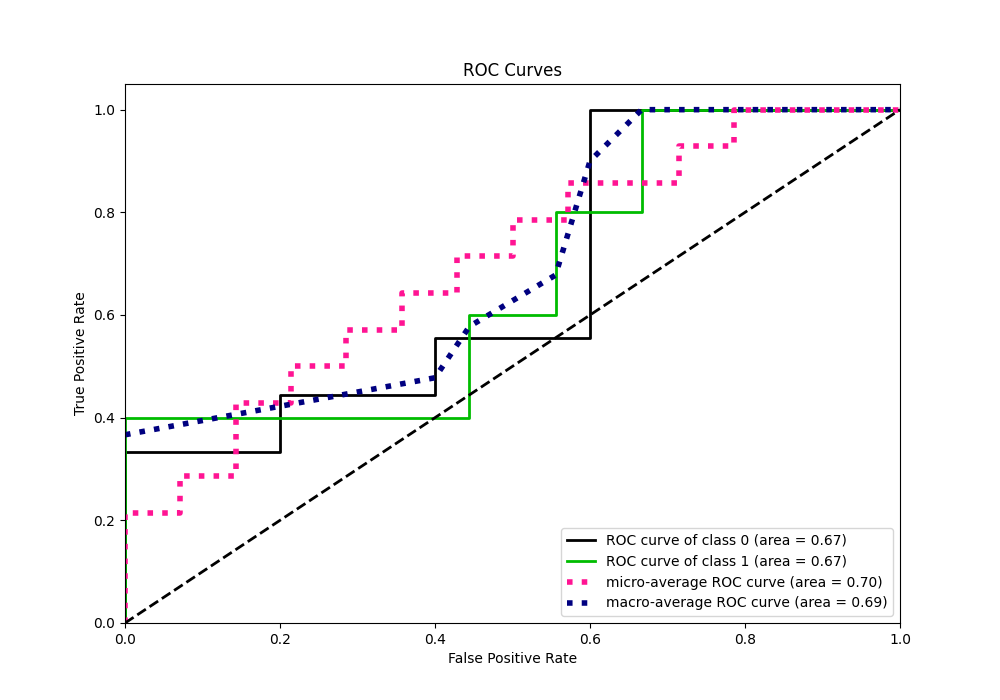 ROC Curves
True Positive Rate
1.0
0.8
0.6
0.4
0.2
0.0
0.0 0.2 0.4 0.6 0.8 1.0
False Positive Rate
ROC curve of class 0 (area = 0.67)
ROC curve of class 1 (area = 0.67)
micro-average ROC curve (area = 0.70)
macro-average ROC curve (area = 0.69)